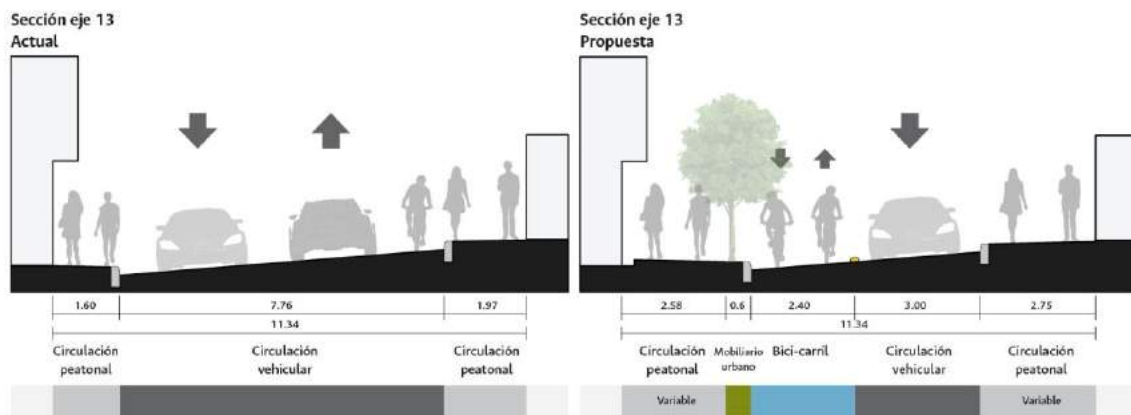 Sección eje 13
Actual
1.60
7.76
1.97
11.34
Circulación
peatonal
Circulación
vehicular
Circulación
peatonal
Sección eje 13
Propuesta
2.58
0.6
2.40
3.00
2.75
11.34
Circulación
peatonal
Mobiliario
urbano
Bici-carril
Circulación
vehicular
Circulación
peatonal
Variable
Variable